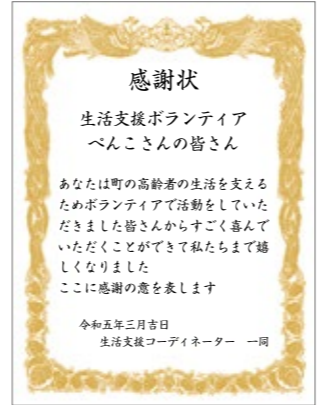 感謝状
生活支援ボランティア
ぺんこさんの皆さん
あなたは町の高齢者の生活を支える
ためボランティアで活動をしていた
だきました皆さんからすごく喜んで
いただくことができて私たちまで嬉
しくなりました
ここに感謝の意を表します
令和五年三月吉日
生活支援コーディネーター　一同